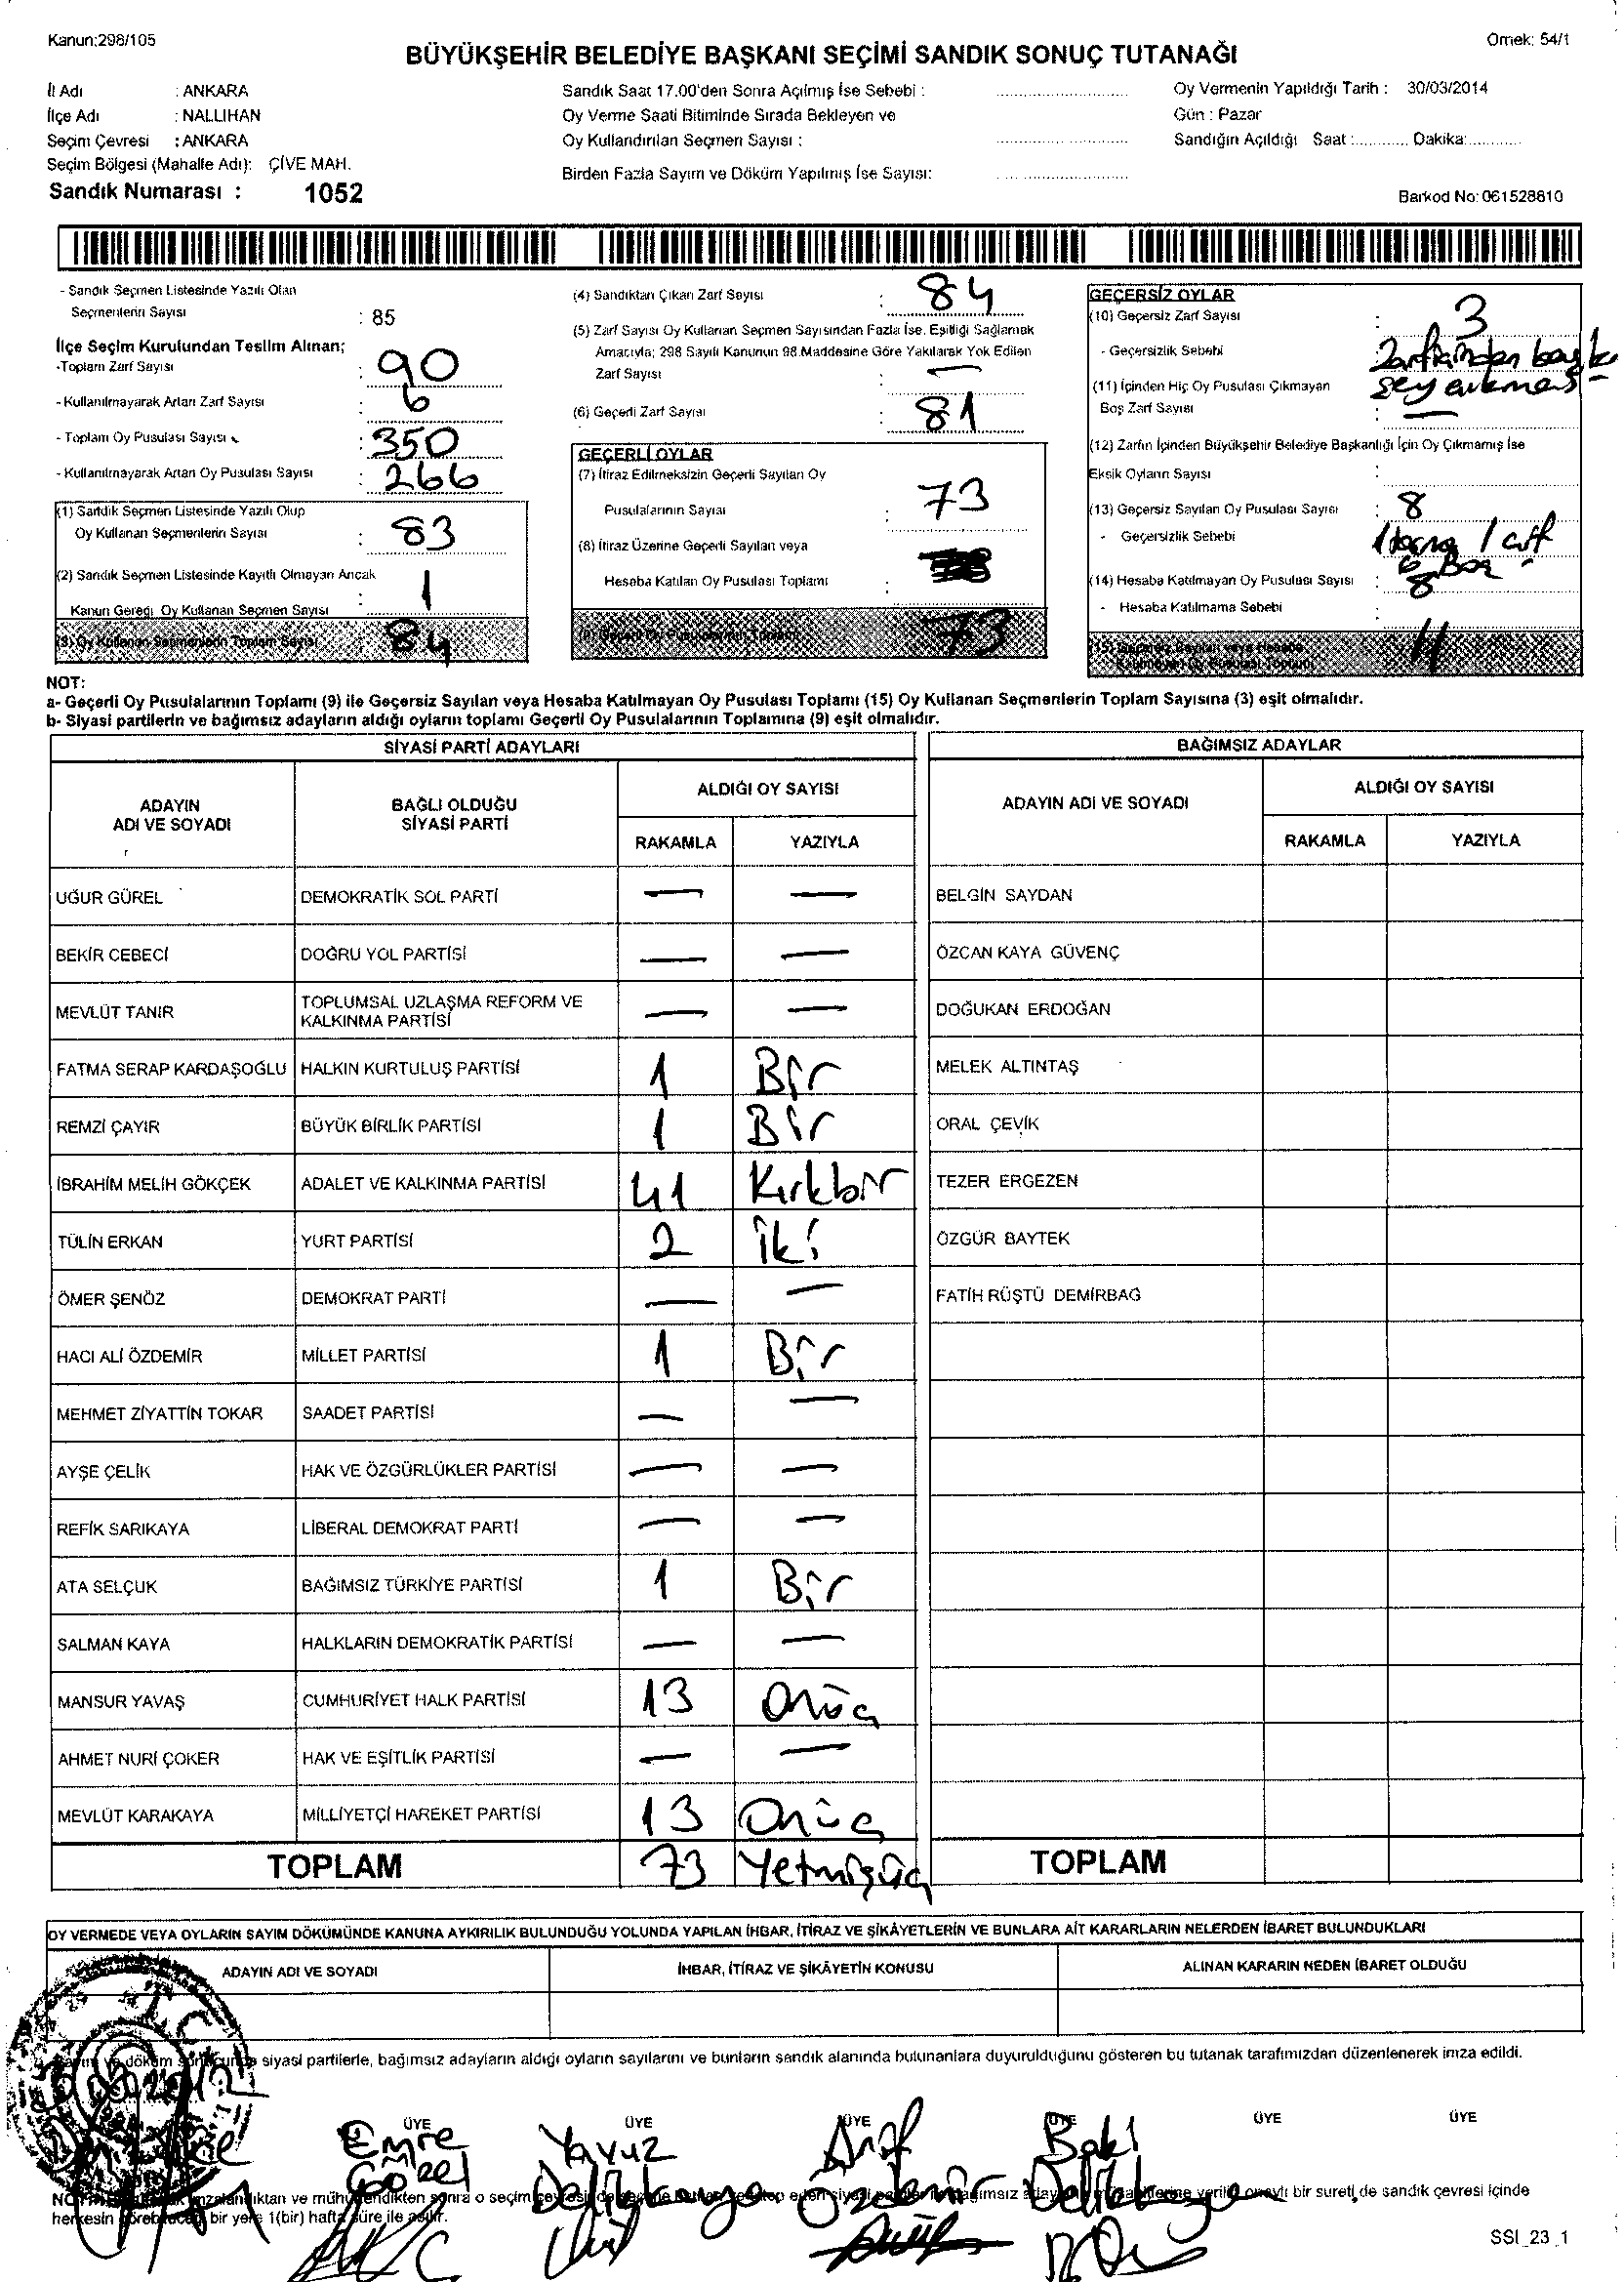 Kanun:298/105
Örnek: 54/1
BÜYÜKŞEHİR BELEDİYE BAŞKANI SEÇİMİ SANDIK SONUÇ TUTANAĞI
İl Adı : ANKARA
İlçe Adı : NALLIHAN
Seçim Çevresi : ANKARA
Seçim Bölgesi (Mahalle Adı): ÇİVE MAH.
Sandık Numarası : 1052
Sandık Saat 17.00'den Sonra Açılmış İse Sebebi :
Oy Verme Saati Bitiminde Sırada Bekleyen ve
Oy Kullandırılan Seçmen Sayısı :
Birden Fazla Sayım ve Döküm Yapılmış İse Sayısı:
Oy Vermenin Yapıldığı Tarih : 30/03/2014
Gün : Pazar
Sandığın Açıldığı Saat :........... Dakika:...........
Barkod No: 061528810
- Sandık Seçmen Listesinde Yazılı Olan
Seçmenlerin Sayısı : 85
İlçe Seçim Kurulundan Teslim Alınan;
-Toplam Zarf Sayısı : 90
- Kullanılmayarak Artan Zarf Sayısı : 6
- Toplam Oy Pusulası Sayısı : 350
- Kullanılmayarak Artan Oy Pusulası Sayısı : 266
(1) Sandık Seçmen Listesinde Yazılı Olup
Oy Kullanan Seçmenlerin Sayısı : 83
(2) Sandık Seçmen Listesinde Kayıtlı Olmayan Ancak
Kanun Gereği Oy Kullanan Seçmen Sayısı : 1
(3) Oy Kullanan Seçmenlerin Toplam Sayısı 84
(4) Sandıktan Çıkan Zarf Sayısı : 84
(5) Zarf Sayısı Oy Kullanan Seçmen Sayısından Fazla İse, Eşitliği Sağlamak
Amacıyla; 298 Sayılı Kanunun 98.Maddesine Göre Yakılarak Yok Edilen
Zarf Sayısı : —
(6) Geçerli Zarf Sayısı : 81
GEÇERLİ OYLAR
(7) İtiraz Edilmeksizin Geçerli Sayılan Oy
Pusulalarının Sayısı : 73
(8) İtiraz Üzerine Geçerli Sayılan veya
Hesaba Katılan Oy Pusulası Toplamı :
(9) Geçerli Oy Pusulalarının Toplamı 73
GEÇERSİZ OYLAR
(10) Geçersiz Zarf Sayısı : 3
- Geçersizlik Sebebi : Zarflarından başka
şey çıkması
(11) İçinden Hiç Oy Pusulası Çıkmayan
Boş Zarf Sayısı : —
(12) Zarfın İçinden Büyükşehir Belediye Başkanlığı İçin Oy Çıkmamış İse
Eksik Oyların Sayısı :
(13) Geçersiz Sayılan Oy Pusulası Sayısı : 8
- Geçersizlik Sebebi 1 1 çift
6 Boş
(14) Hesaba Katılmayan Oy Pusulası Sayısı : 8
- Hesaba Katılmama Sebebi
(15) Geçersiz Sayılan veya Hesaba
Katılmayan Oy Pusulası Toplamı 11
NOT:
a- Geçerli Oy Pusulalarının Toplamı (9) ile Geçersiz Sayılan veya Hesaba Katılmayan Oy Pusulası Toplamı (15) Oy Kullanan Seçmenlerin Toplam Sayısına (3) eşit olmalıdır.
b- Siyasi partilerin ve bağımsız adayların aldığı oyların toplamı Geçerli Oy Pusulalarının Toplamına (9) eşit olmalıdır.
SİYASİ PARTİ ADAYLARI
ADAYIN ADI VE SOYADI BAĞLI OLDUĞU SİYASİ PARTİ ALDIĞI OY SAYISI
RAKAMLA YAZIYLA
UĞUR GÜREL DEMOKRATİK SOL PARTİ — —
BEKİR CEBECİ DOĞRU YOL PARTİSİ — —
MEVLÜT TANIR TOPLUMSAL UZLAŞMA REFORM VE KALKINMA PARTİSİ — —
FATMA SERAP KARDAŞOĞLU HALKIN KURTULUŞ PARTİSİ 1 Bir
REMZİ ÇAYIR BÜYÜK BİRLİK PARTİSİ 1 Bir
İBRAHİM MELİH GÖKÇEK ADALET VE KALKINMA PARTİSİ 41 Kırkbir
TÜLİN ERKAN YURT PARTİSİ 2 iki
ÖMER ŞENÖZ DEMOKRAT PARTİ — —
HACI ALİ ÖZDEMİR MİLLET PARTİSİ 1 Bir
MEHMET ZİYATTİN TOKAR SAADET PARTİSİ — —
AYŞE ÇELİK HAK VE ÖZGÜRLÜKLER PARTİSİ — —
REFİK SARIKAYA LİBERAL DEMOKRAT PARTİ — —
ATA SELÇUK BAĞIMSIZ TÜRKİYE PARTİSİ 1 Bir
SALMAN KAYA HALKLARIN DEMOKRATİK PARTİSİ — —
MANSUR YAVAŞ CUMHURİYET HALK PARTİSİ 13 Onüç
AHMET NURİ ÇOKER HAK VE EŞİTLİK PARTİSİ — —
MEVLÜT KARAKAYA MİLLİYETÇİ HAREKET PARTİSİ 13 Onüç
TOPLAM 73 Yetmişüç
BAĞIMSIZ ADAYLAR
ADAYIN ADI VE SOYADI ALDIĞI OY SAYISI
RAKAMLA YAZIYLA
BELGİN SAYDAN
ÖZCAN KAYA GÜVENÇ
DOĞUKAN ERDOĞAN
MELEK ALTINTAŞ
ORAL ÇEVİK
TEZER ERGEZEN
ÖZGÜR BAYTEK
FATİH RÜŞTÜ DEMİRBAĞ
TOPLAM
OY VERMEDE VEYA OYLARIN SAYIM DÖKÜMÜNDE KANUNA AYKIRILIK BULUNDUĞU YOLUNDA YAPILAN İHBAR, İTİRAZ VE ŞİKÂYETLERİN VE BUNLARA AİT KARARLARIN NELERDEN İBARET BULUNDUKLARI
ADAYIN ADI VE SOYADI İHBAR, İTİRAZ VE ŞİKÂYETİN KONUSU ALINAN KARARIN NEDEN İBARET OLDUĞU
döküm siyasi partilerle, bağımsız adayların aldığı oyların sayılarını ve bunların sandık alanında bulunanlara duyurulduğunu gösteren bu tutanak tarafımızdan düzenlenerek imza edildi.
ÜYE ÜYE ÜYE ÜYE ÜYE ÜYE
Emre Yavuz Arif Baki
Güzel Delikkaya Özdemir Delikkaya
imzalandıktan ve mühürlendikten sonra o seçim onaylı bir sureti de sandık çevresi içinde
herkesin görebileceği bir yere 1(bir) hafta süre ile asılır.
SSI_23_1